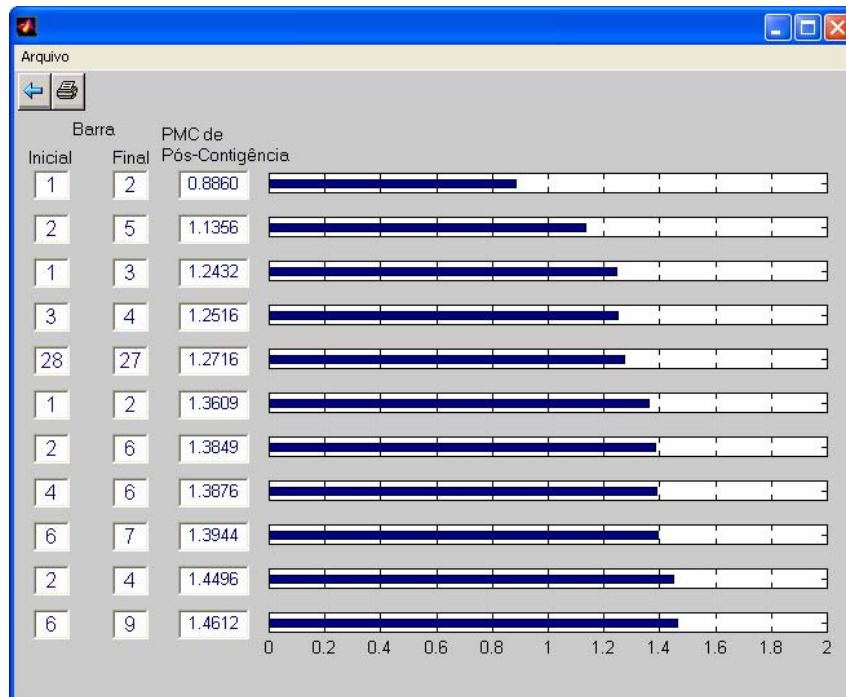 Arquivo
Barra PMC de
Inicial Final Pós-Contigência
1 2 0.8860
2 5 1.1356
1 3 1.2432
3 4 1.2516
28 27 1.2716
1 2 1.3609
2 6 1.3849
4 6 1.3876
6 7 1.3944
2 4 1.4496
6 9 1.4612
0 0.2 0.4 0.6 0.8 1 1.2 1.4 1.6 1.8 2